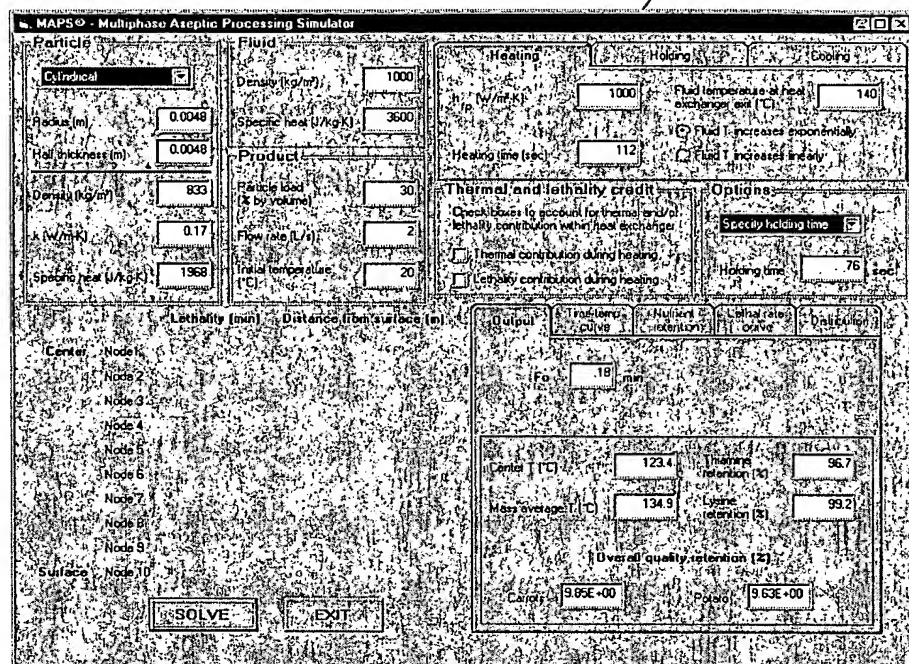 MAPS© - Multiphase Aseptic Processing Simulator
Particle
Cylindrical
Radius (m) 0.0048
Half thickness (m) 0.0048
Density (kg/m³) 833
k (W/m·K) 0.17
Specific heat (J/kg·K) 1968
Fluid
Density (kg/m³) 1000
Specific heat (J/kg·K) 3600
Product
Particle load (% by volume) 30
Flow rate (L/s) 2
Initial temperature (°C) 20
Heating Holding Cooling
h_fp (W/m²·K) 1000
Heating time (sec) 112
Fluid temperature at heat exchanger exit (°C) 140
Fluid T increases exponentially
Fluid T increases linearly
Thermal and lethality credit
Check boxes to account for thermal and/or lethality contribution within heat exchanger
Thermal contribution during heating
Lethality contribution during heating
Options
Specify holding time
Holding time 76 sec
Lethality (min) Distance from surface (m)
Center Node 1
Node 2
Node 3
Node 4
Node 5
Node 6
Node 7
Node 8
Node 9
Surface Node 10
SOLVE EXIT
Output Time-temp curve Nutrient retention Lethal rate curve Distribution
Fo 18 min
Center T (°C) 123.4
Thiamine retention (%) 96.7
Mass average T (°C) 134.9
Lysine retention (%) 99.2
Overall quality retention (%)
Carrots 9.85E+00
Potato 9.63E+00